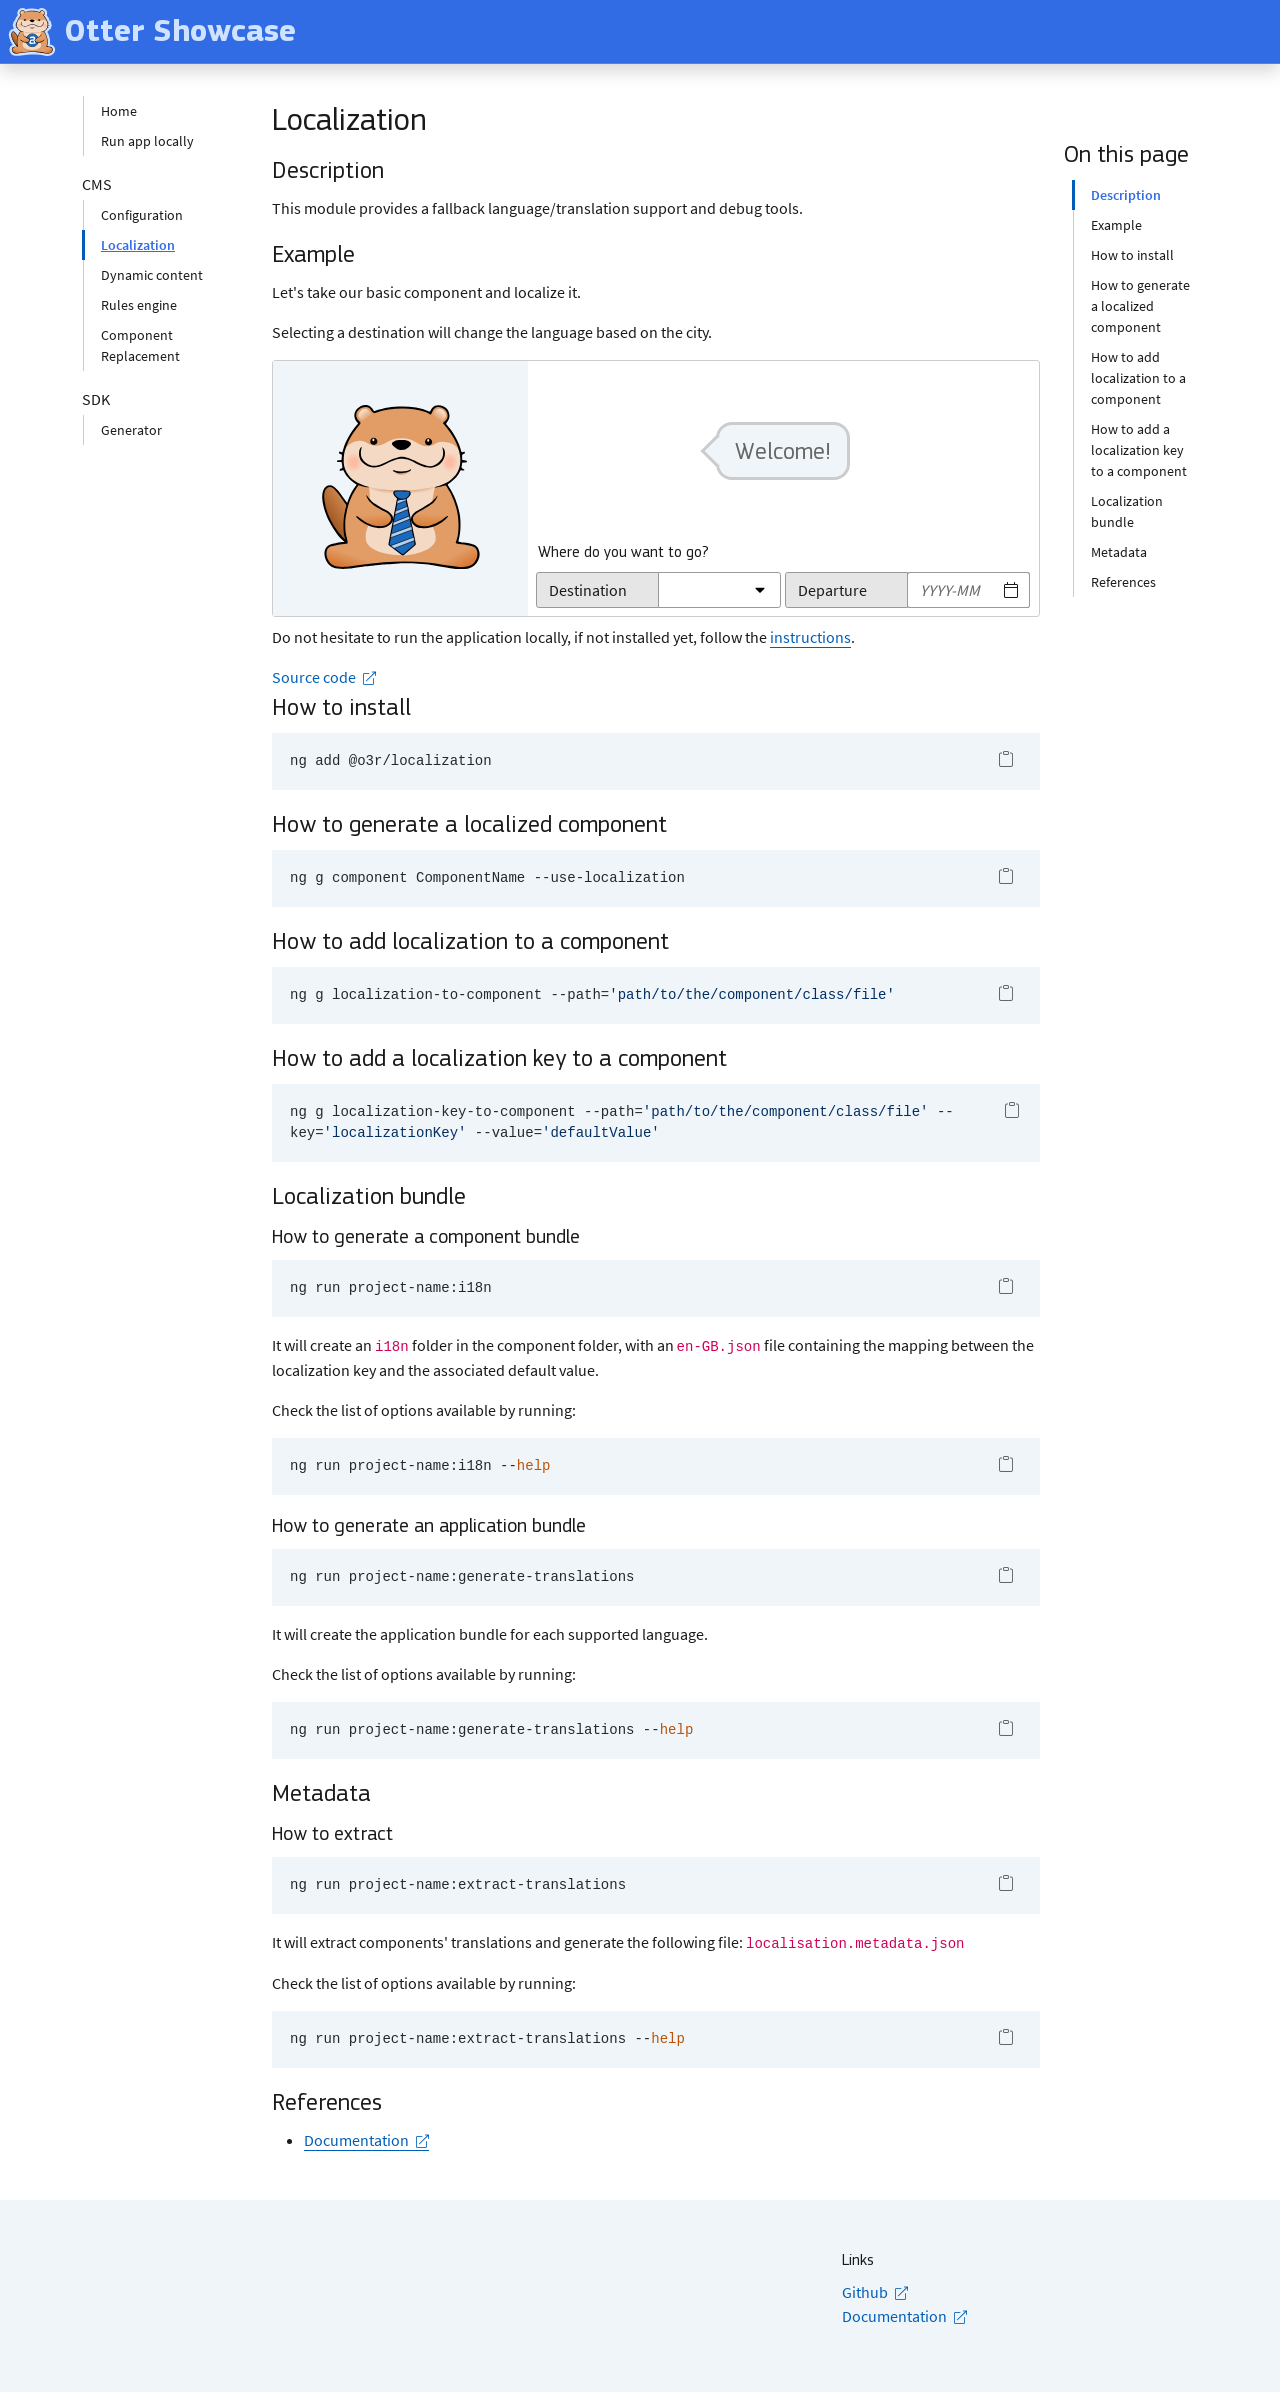 Otter Showcase
Home
Run app locally
CMS
Configuration
Localization
Dynamic content
Rules engine
Component
Replacement
SDK
Generator
Localization
Description
This module provides a fallback language/translation support and debug tools.
Example
Let's take our basic component and localize it.
Selecting a destination will change the language based on the city.
Welcome!
Where do you want to go?
Destination
Departure
YYYY-MM
Do not hesitate to run the application locally, if not installed yet, follow the instructions.
Source code
How to install
ng add @o3r/localization
How to generate a localized component
ng g component ComponentName --use-localization
How to add localization to a component
ng g localization-to-component --path='path/to/the/component/class/file'
How to add a localization key to a component
ng g localization-key-to-component --path='path/to/the/component/class/file' --
key='localizationKey' --value='defaultValue'
Localization bundle
How to generate a component bundle
ng run project-name:i18n
It will create an i18n folder in the component folder, with an en-GB.json file containing the mapping between the
localization key and the associated default value.
Check the list of options available by running:
ng run project-name:i18n --help
How to generate an application bundle
ng run project-name:generate-translations
It will create the application bundle for each supported language.
Check the list of options available by running:
ng run project-name:generate-translations --help
Metadata
How to extract
ng run project-name:extract-translations
It will extract components' translations and generate the following file: localisation.metadata.json
Check the list of options available by running:
ng run project-name:extract-translations --help
References
Documentation
On this page
Description
Example
How to install
How to generate
a localized
component
How to add
localization to a
component
How to add a
localization key
to a component
Localization
bundle
Metadata
References
Links
Github
Documentation